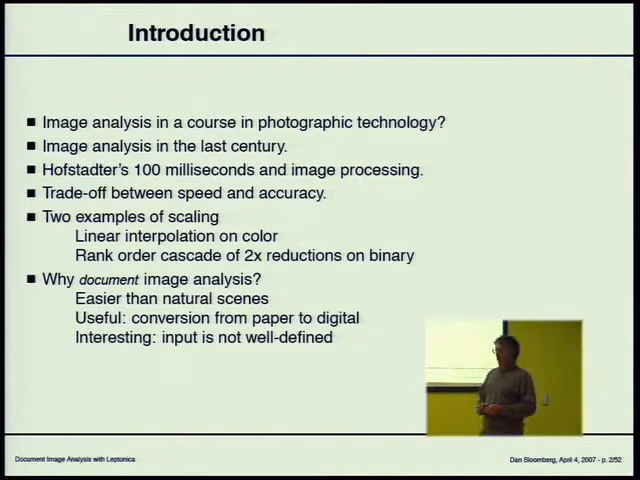 Introduction
Image analysis in a course in photographic technology?
Image analysis in the last century.
Hofstadter's 100 milliseconds and image processing.
Trade-off between speed and accuracy.
Two examples of scaling
Linear interpolation on color
Rank order cascade of 2x reductions on binary
Why document image analysis?
Easier than natural scenes
Useful: conversion from paper to digital
Interesting: input is not well-defined
Document Image Analysis with Leptonica
Dan Bloomberg, April 4, 2007 - p. 2/52